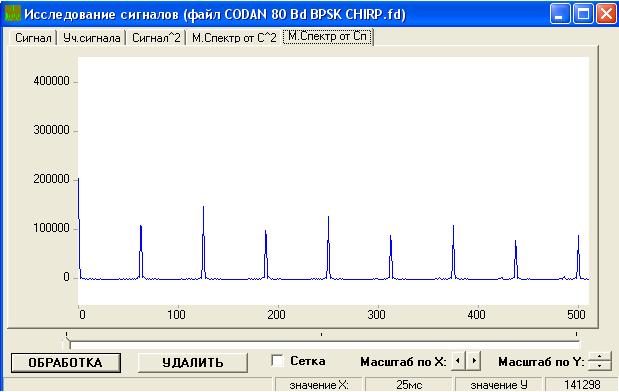 Исследование сигналов (файл CODAN 80 Bd BPSK CHIRP.fd)
Сигнал Уч.сигнала Сигнал^2 М.Спектр от С^2 М.Спектр от Сп
400000
300000
200000
100000
0
0 100 200 300 400 500
ОБРАБОТКА УДАЛИТЬ Сетка Масштаб по X: Масштаб по Y:
значение X: 25мс значение У 141298